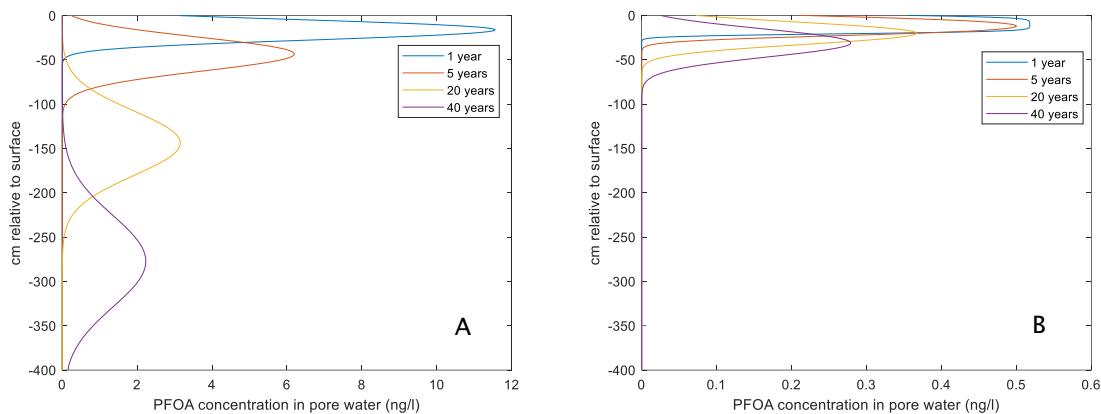 0
-50
-100
-150
-200
-250
-300
-350
-400
cm relative to surface
0
2
4
6
8
10
12
PFOA concentration in pore water (ng/l)
1 year
5 years
20 years
40 years
A
0
-50
-100
-150
-200
-250
-300
-350
-400
cm relative to surface
0
0.1
0.2
0.3
0.4
0.5
0.6
PFOA concentration in pore water (ng/l)
1 year
5 years
20 years
40 years
B